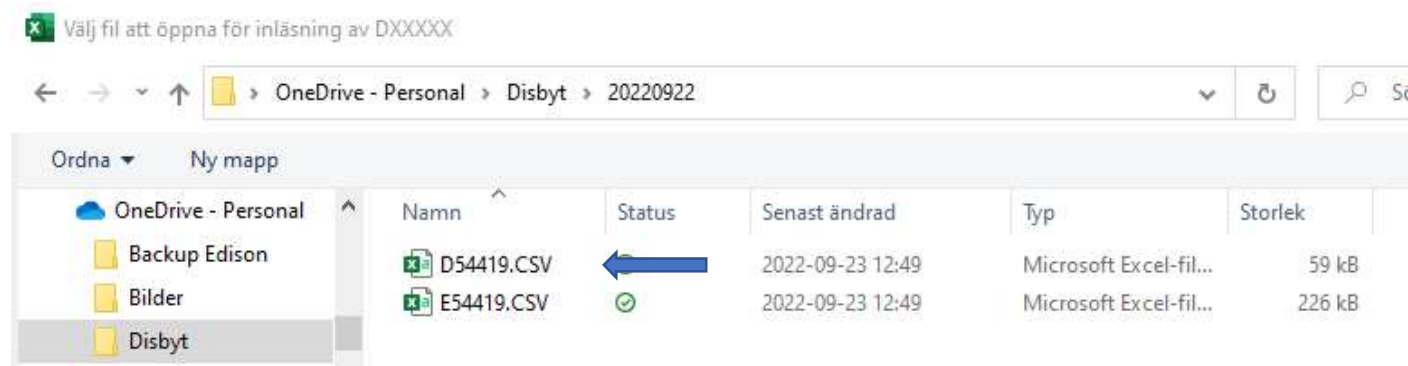 Välj fil att öppna för inläsning av DXXXXX
OneDrive - Personal › Disbyt › 20220922
Ordna Ny mapp
OneDrive - Personal Namn Status Senast ändrad Typ Storlek
Backup Edison D54419.CSV 2022-09-23 12:49 Microsoft Excel-fil... 59 kB
Bilder E54419.CSV 2022-09-23 12:49 Microsoft Excel-fil... 226 kB
Disbyt